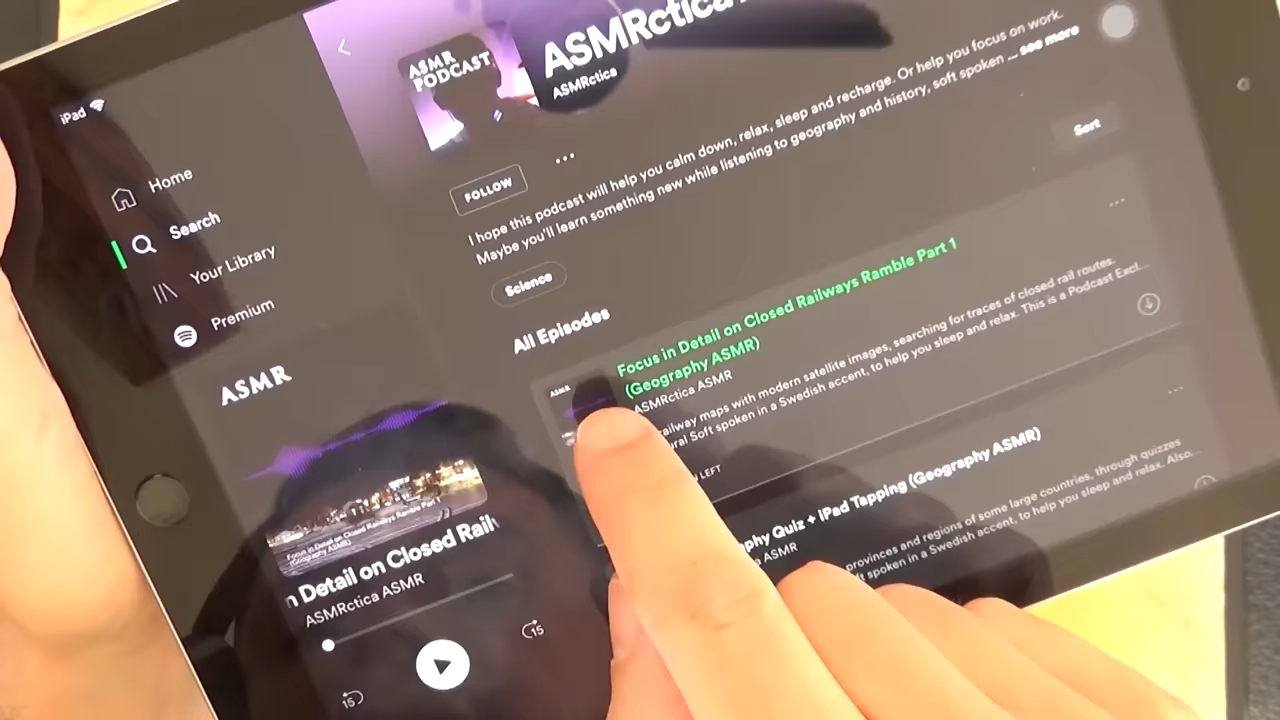 iPad
Home
Search
Your Library
Premium
ASMR
PODCAST
ASMRctica
ASMRctica
FOLLOW
I hope this podcast will help you calm down, relax, sleep and recharge. Or help you focus on work.
Maybe you'll learn something new while listening to geography and history, soft spoken ... see more
Science
Sort
All Episodes
ASMR
Focus in Detail on Closed Railways Ramble Part 1
(Geography ASMR)
ASMRctica ASMR
railway maps with modern satellite images, searching for traces of closed rail routes.
Soft spoken in a Swedish accent, to help you sleep and relax. This is a Podcast Excl...
LEFT
Quiz + iPad Tapping (Geography ASMR)
ASMR
provinces and regions of some large countries, through quizzes
spoken in a Swedish accent, to help you sleep and relax. Also...
ASMR
Focus in Detail on Closed Railways Ramble Part 1
(Geography ASMR)
n Detail on Closed Rail
ASMRctica ASMR
15
15